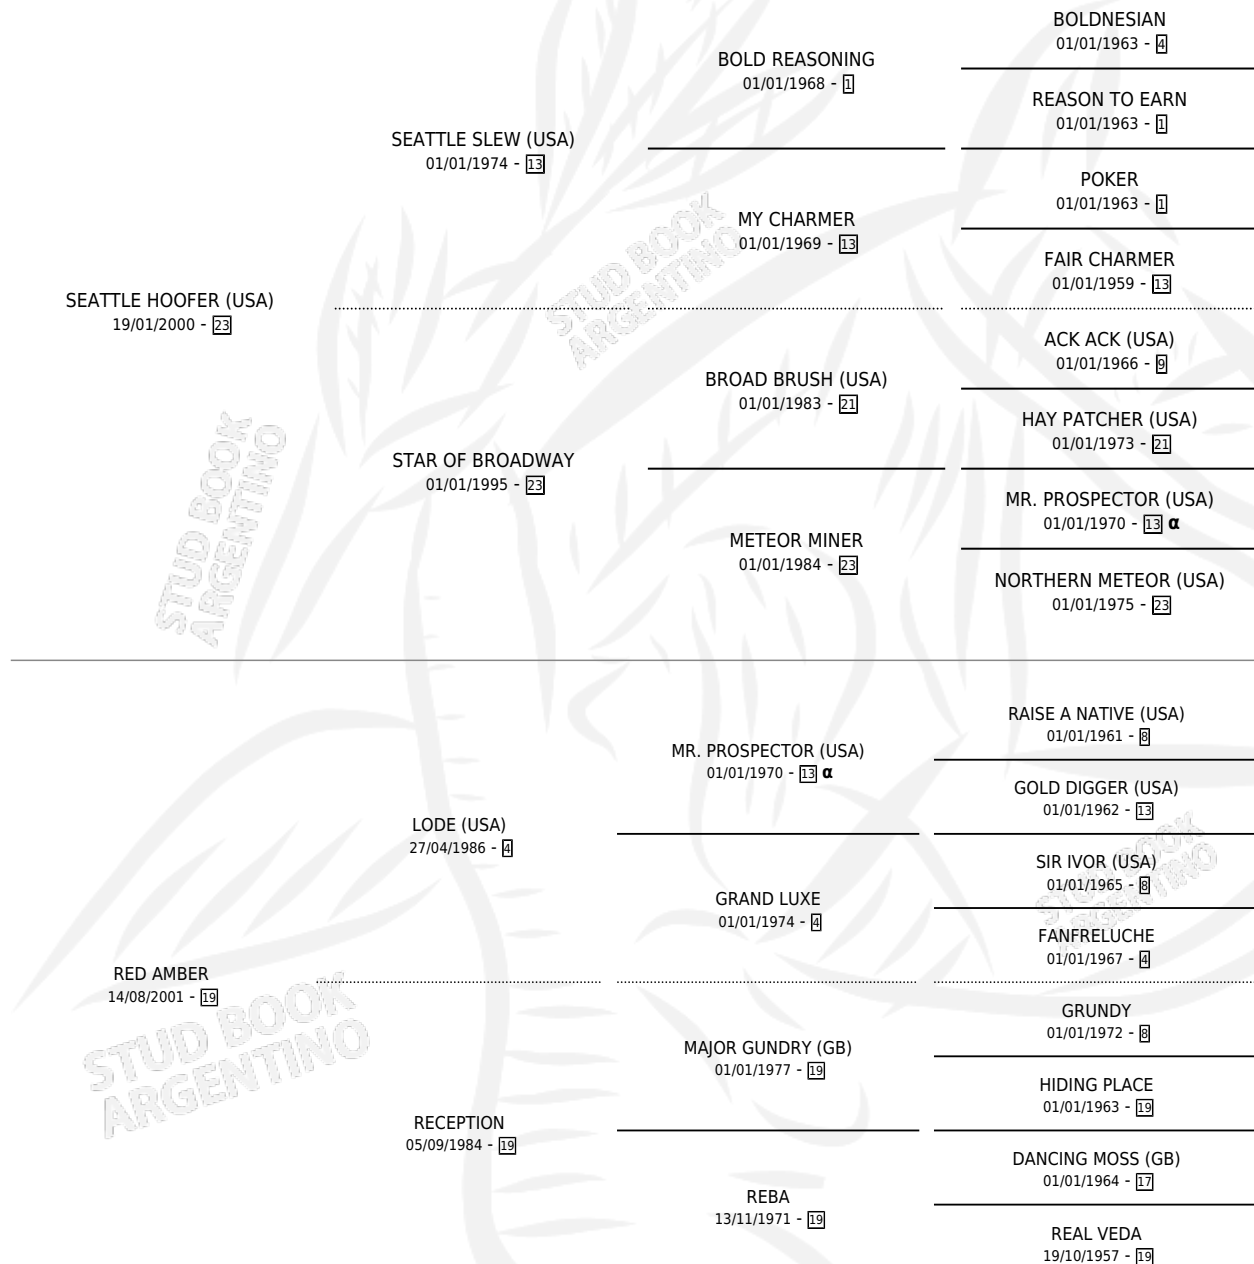 BOLDNESIAN
01/01/1963 - 4
BOLD REASONING
01/01/1968 - 1
REASON TO EARN
01/01/1963 - 1
SEATTLE SLEW (USA)
01/01/1974 - 13
POKER
01/01/1963 - 1
MY CHARMER
01/01/1969 - 13
FAIR CHARMER
01/01/1959 - 13
SEATTLE HOOFER (USA)
19/01/2000 - 23
ACK ACK (USA)
01/01/1966 - 9
BROAD BRUSH (USA)
01/01/1983 - 21
HAY PATCHER (USA)
01/01/1973 - 21
STAR OF BROADWAY
01/01/1995 - 23
MR. PROSPECTOR (USA)
01/01/1970 - 13 α
METEOR MINER
01/01/1984 - 23
NORTHERN METEOR (USA)
01/01/1975 - 23
RAISE A NATIVE (USA)
01/01/1961 - 8
MR. PROSPECTOR (USA)
01/01/1970 - 13 α
GOLD DIGGER (USA)
01/01/1962 - 13
LODE (USA)
27/04/1986 - 4
SIR IVOR (USA)
01/01/1965 - 8
GRAND LUXE
01/01/1974 - 4
FANFRELUCHE
01/01/1967 - 4
RED AMBER
14/08/2001 - 19
GRUNDY
01/01/1972 - 8
MAJOR GUNDRY (GB)
01/01/1977 - 19
HIDING PLACE
01/01/1963 - 19
RECEPTION
05/09/1984 - 19
DANCING MOSS (GB)
01/01/1964 - 17
REBA
13/11/1971 - 19
REAL VEDA
19/10/1957 - 19
STUD BOOK
ARGENTINO
STUD BOOK
ARGENTINO
STUD BOOK
ARGENTINO
STUD BOOK
ARGENTINO